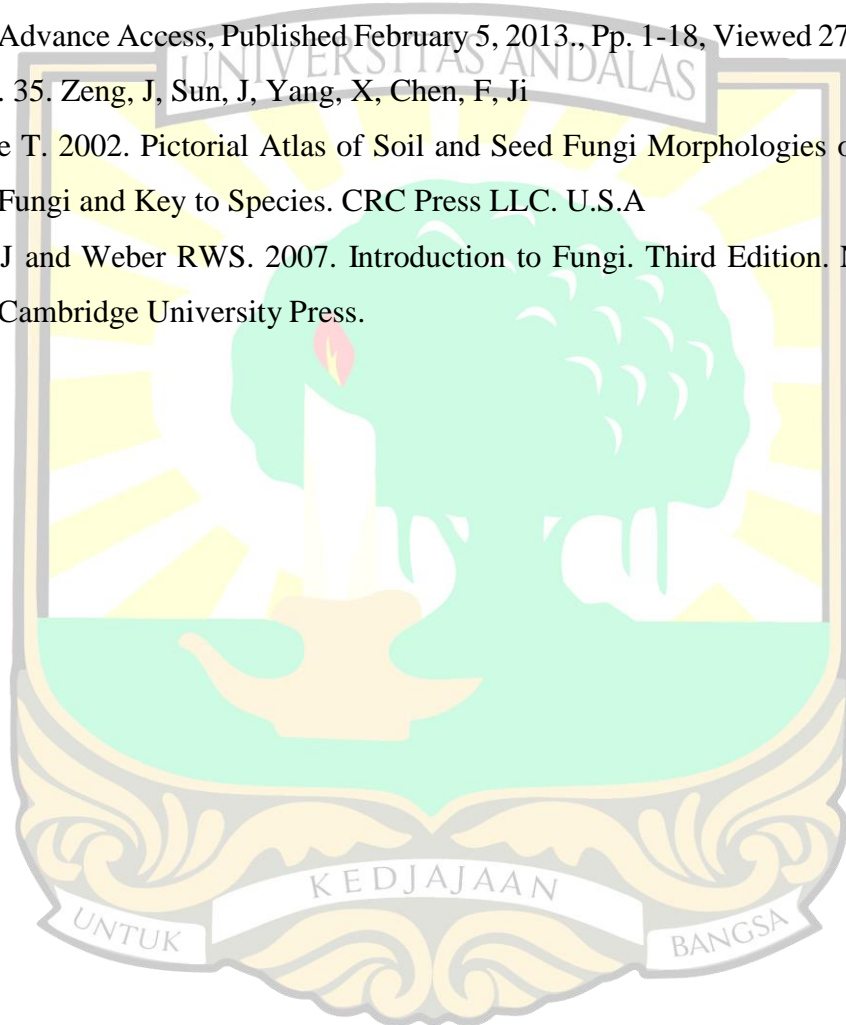 Advance Access, Published February 5, 2013., Pp. 1-18, Viewed 27
. 35. Zeng, J, Sun, J, Yang, X, Chen, F, Ji
e T. 2002. Pictorial Atlas of Soil and Seed Fungi Morphologies o
Fungi and Key to Species. CRC Press LLC. U.S.A
J and Weber RWS. 2007. Introduction to Fungi. Third Edition.
Cambridge University Press.
UNIVERSITAS ANDALAS
UNTUK KEDJAJAAN BANGSA